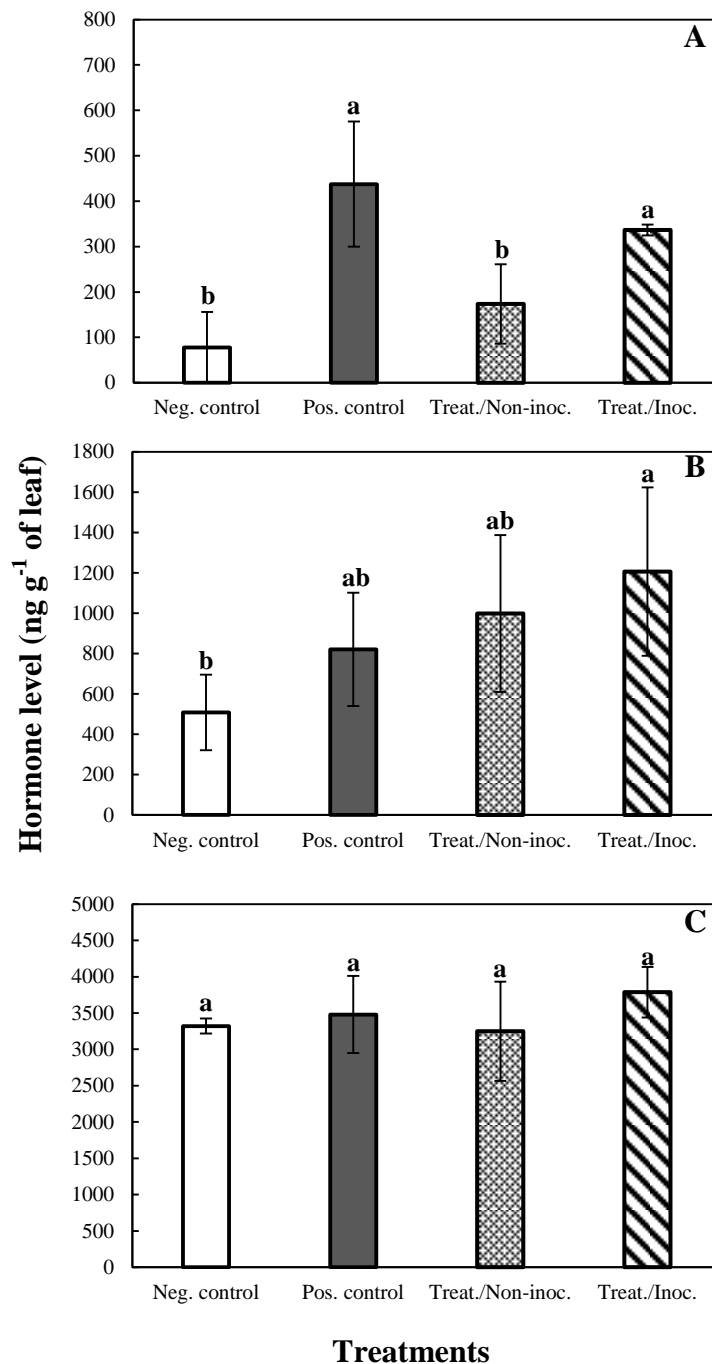 Hormone level (ng g⁻¹ of leaf)
A
800
700
600
500
400
300
200
100
0
b
a
b
a
Neg. control Pos. control Treat./Non-inoc. Treat./Inoc.
B
1800
1600
1400
1200
1000
800
600
400
200
0
b
ab
ab
a
Neg. control Pos. control Treat./Non-inoc. Treat./Inoc.
C
5000
4500
4000
3500
3000
2500
2000
1500
1000
500
0
a
a
a
a
Neg. control Pos. control Treat./Non-inoc. Treat./Inoc.
Treatments